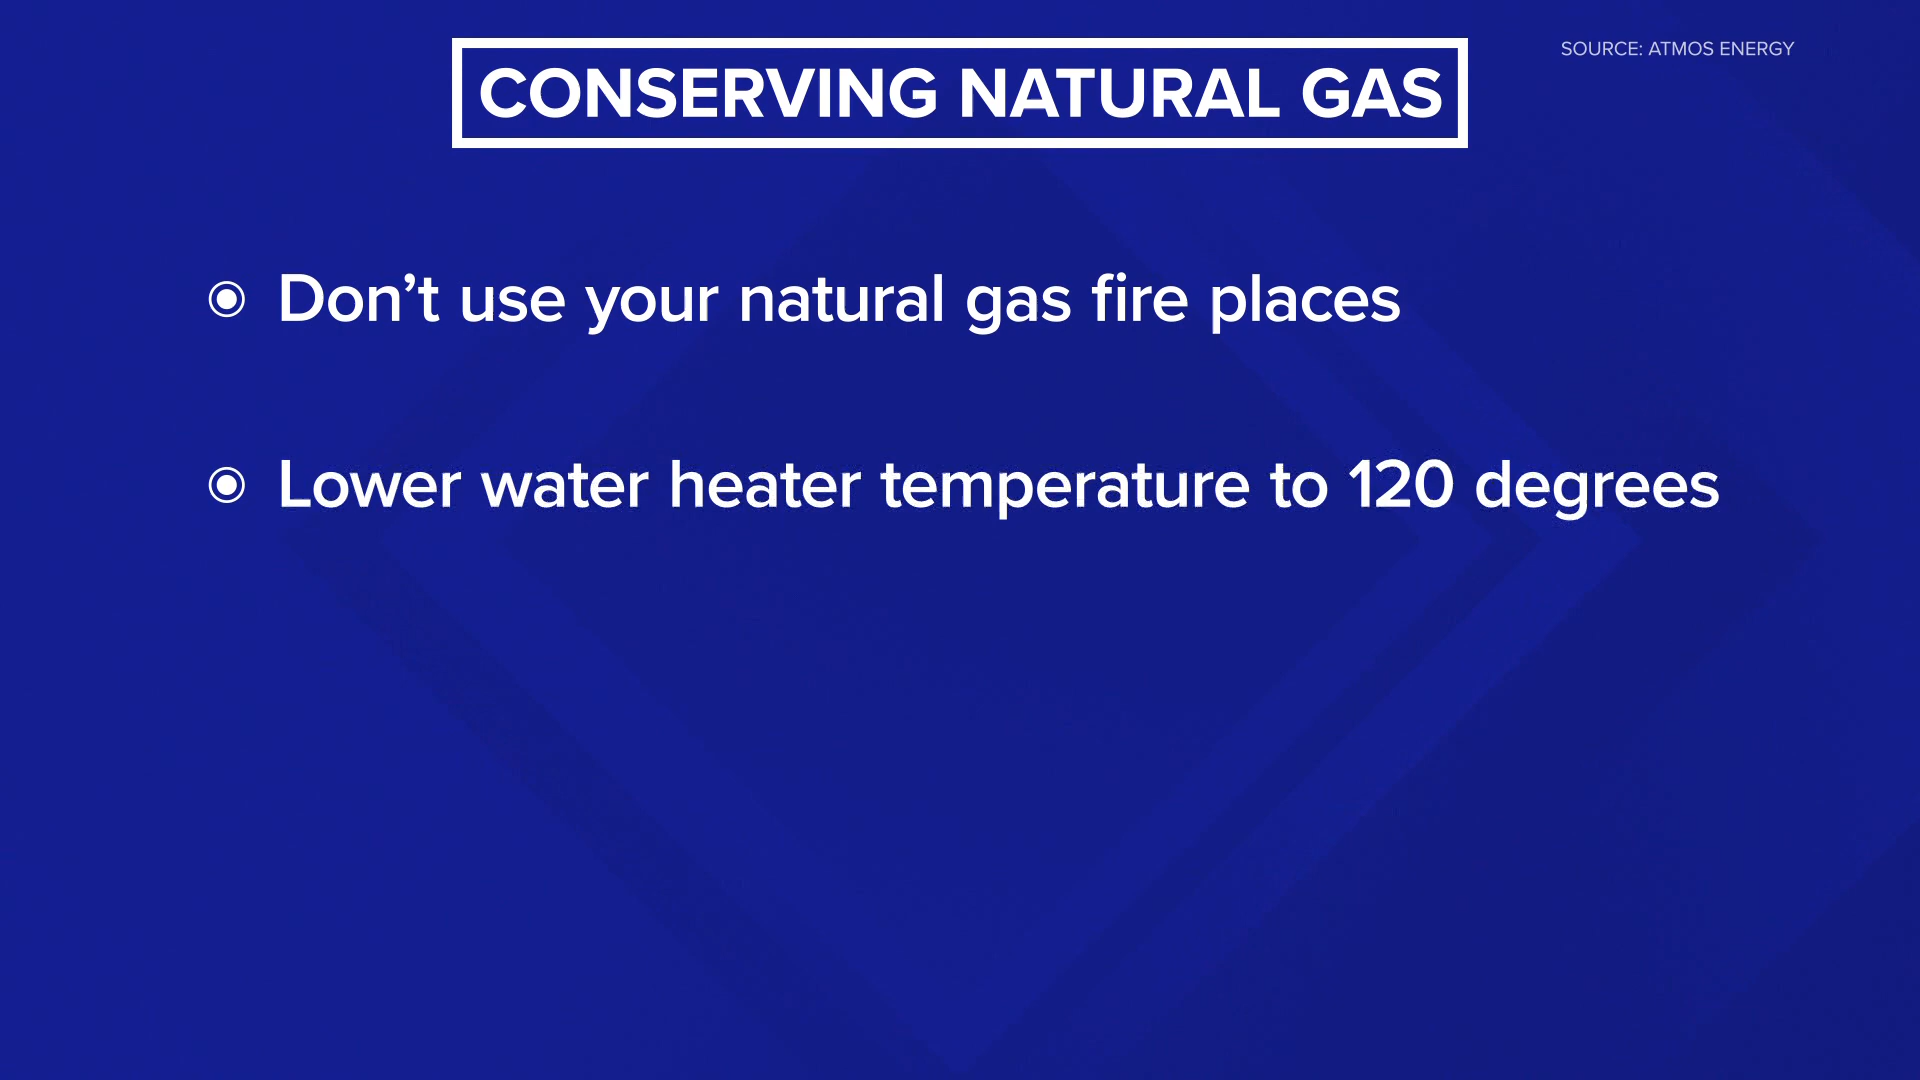 CONSERVING NATURAL GAS
SOURCE: ATMOS ENERGY
Don’t use your natural gas fire places
Lower water heater temperature to 120 degrees